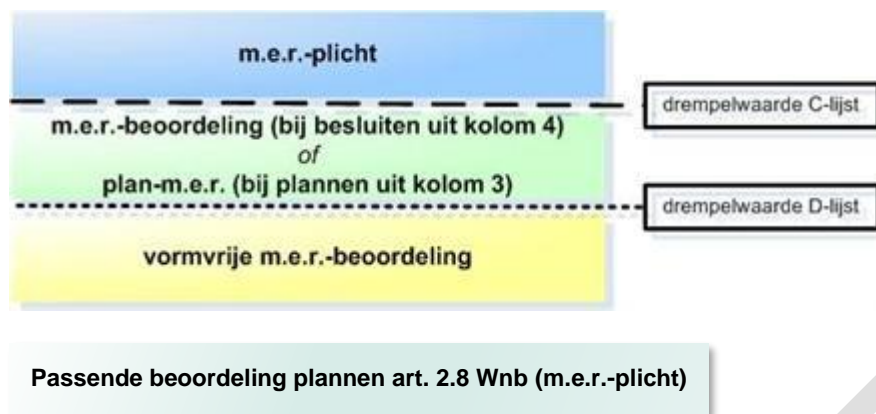 m.e.r.-plicht
drempelwaarde C-lijst
m.e.r.-beoordeling (bij besluiten uit kolom 4)
of
plan-m.e.r. (bij plannen uit kolom 3)
drempelwaarde D-lijst
vormvrije m.e.r.-beoordeling
Passende beoordeling plannen art. 2.8 Wnb (m.e.r.-plicht)